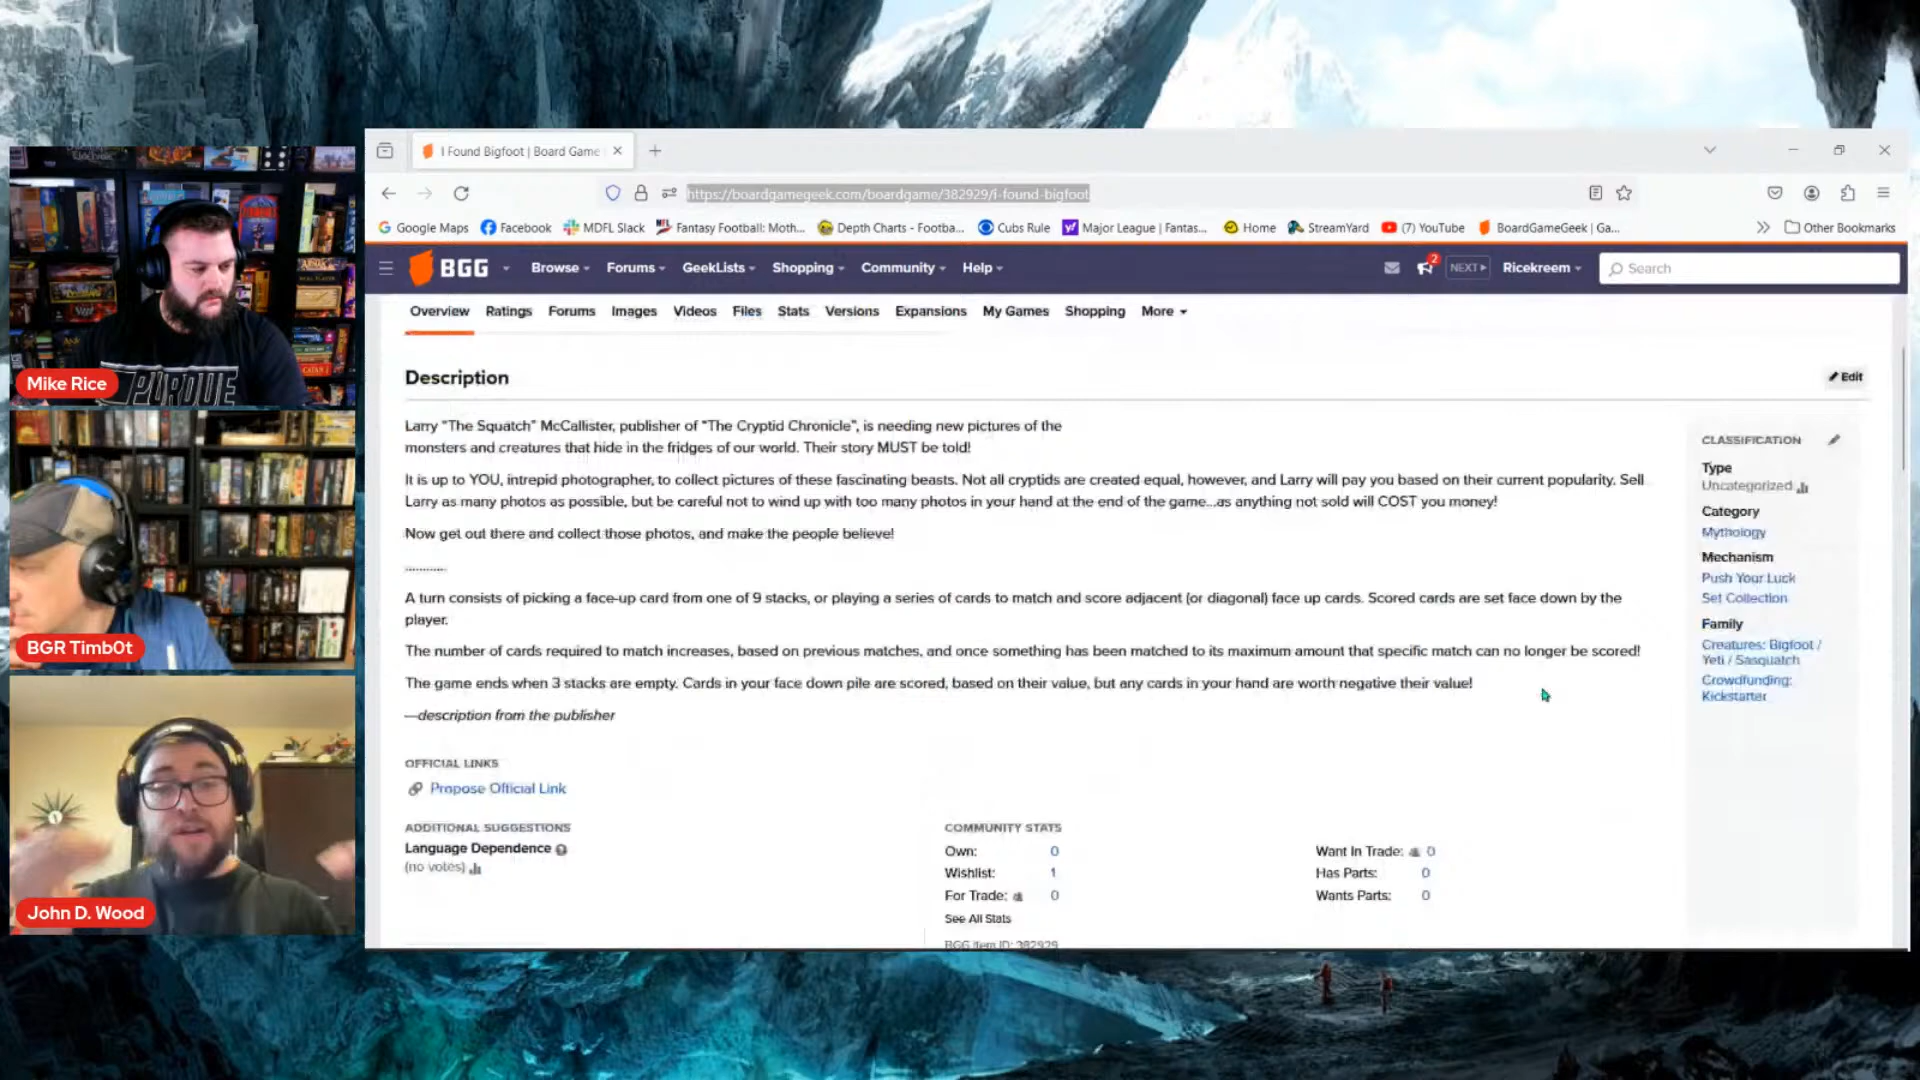 I Found Bigfoot | Board Game
https://boardgamegeek.com/boardgame/382929/i-found-bigfoot
Google Maps
Facebook
MDFL Slack
Fantasy Football: Moth...
Depth Charts - Footba...
Cubs Rule
Major League | Fantas...
Home
StreamYard
(7) YouTube
BoardGameGeek | Ga...
Other Bookmarks
BGG
Browse
Forums
GeekLists
Shopping
Community
Help
2
NEXT
Ricekreem
Search
Overview
Ratings
Forums
Images
Videos
Files
Stats
Versions
Expansions
My Games
Shopping
More
Description
Edit
Larry "The Squatch" McCallister, publisher of "The Cryptid Chronicle", is needing new pictures of the
monsters and creatures that hide in the fridges of our world. Their story MUST be told!
It is up to YOU, intrepid photographer, to collect pictures of these fascinating beasts. Not all cryptids are created equal, however, and Larry will pay you based on their current popularity. Sell
Larry as many photos as possible, but be careful not to wind up with too many photos in your hand at the end of the game...as anything not sold will COST you money!
Now get out there and collect those photos, and make the people believe!
...........
A turn consists of picking a face-up card from one of 9 stacks, or playing a series of cards to match and score adjacent (or diagonal) face up cards. Scored cards are set face down by the
player.
The number of cards required to match increases, based on previous matches, and once something has been matched to its maximum amount that specific match can no longer be scored!
The game ends when 3 stacks are empty. Cards in your face down pile are scored, based on their value, but any cards in your hand are worth negative their value!
—description from the publisher
OFFICIAL LINKS
Propose Official Link
ADDITIONAL SUGGESTIONS
Language Dependence
(no votes)
COMMUNITY STATS
Own: 0
Wishlist: 1
For Trade: 0
See All Stats
BGG Item ID: 382929
Want In Trade: 0
Has Parts: 0
Wants Parts: 0
CLASSIFICATION
Type
Uncategorized
Category
Mythology
Mechanism
Push Your Luck
Set Collection
Family
Creatures: Bigfoot /
Yeti / Sasquatch
Crowdfunding:
Kickstarter
PURDUE
Mike Rice
BGR Timb0t
John D. Wood